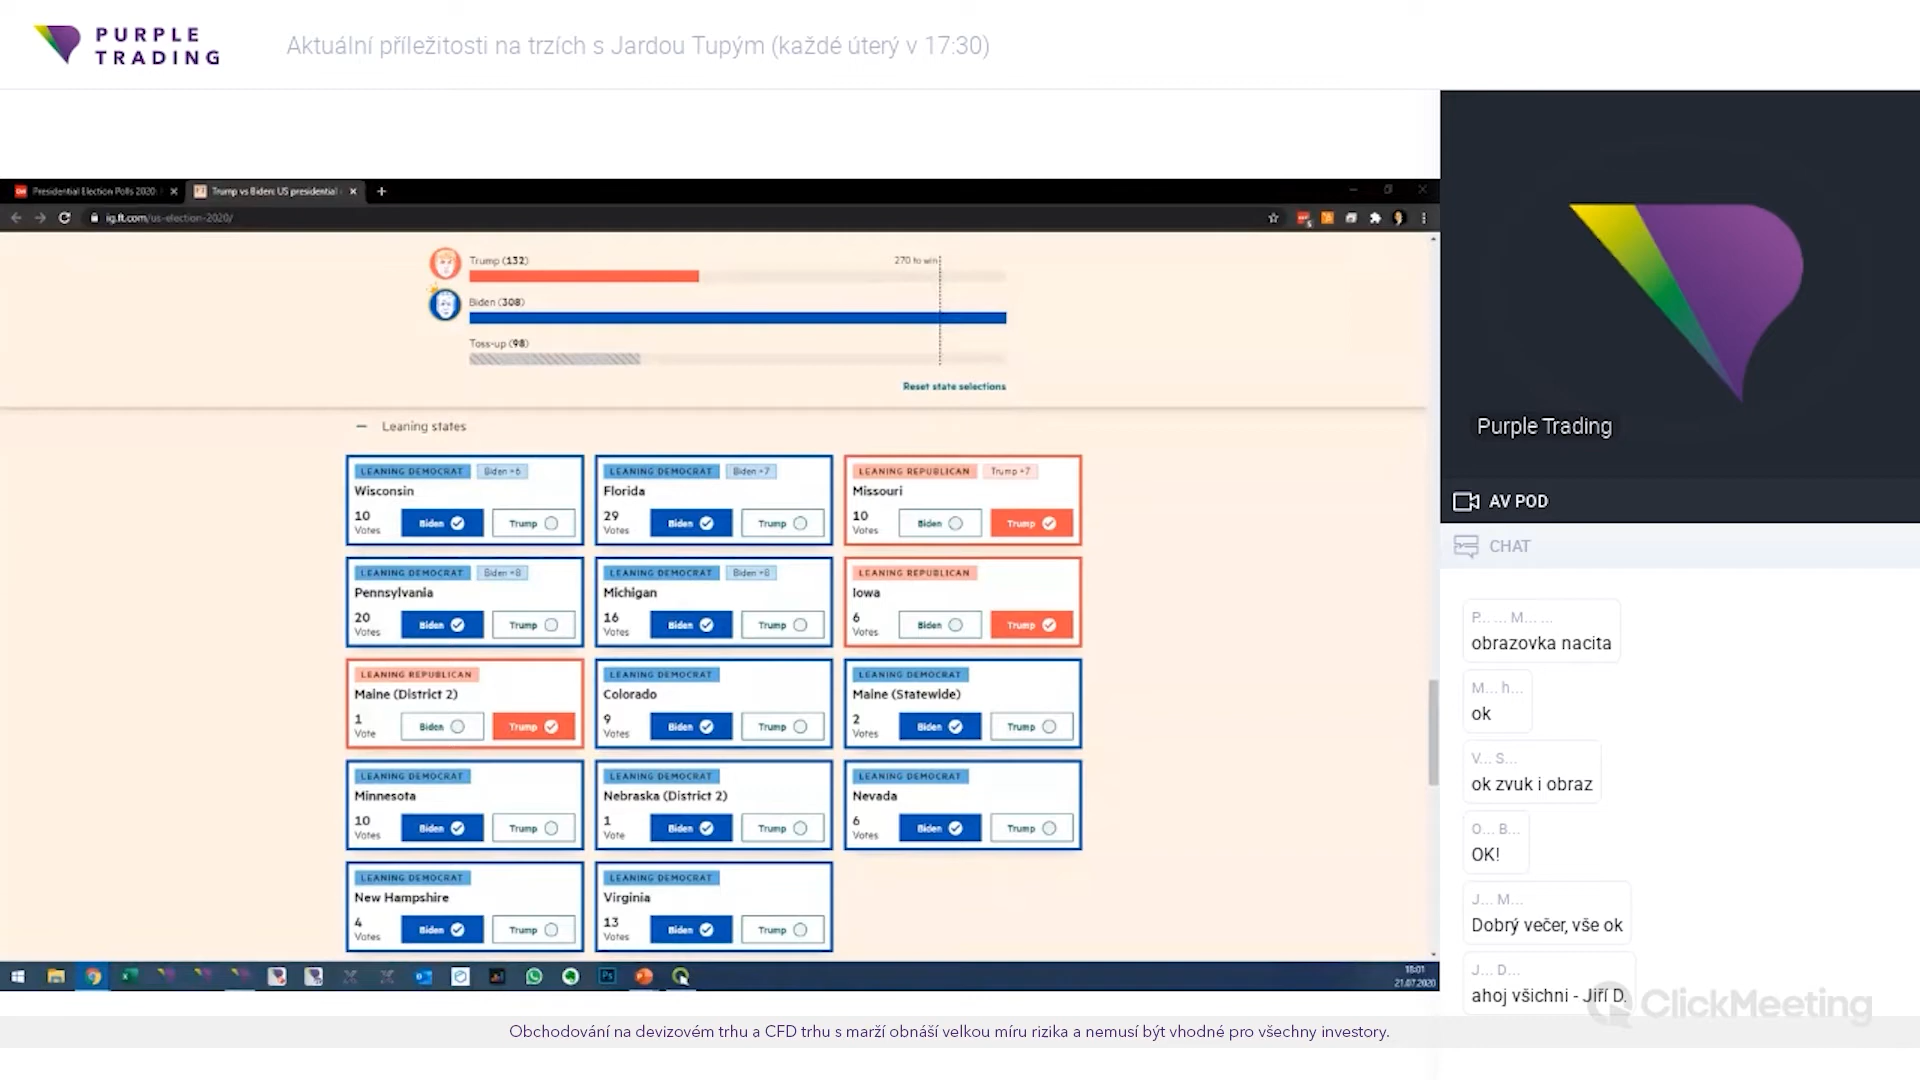 PURPLE
TRADING
Aktuální příležitosti na trzích s Jardou Tupým (každé úterý v 17:30)
Presidential Election Polls 2020:
Trump vs Biden: US presidential
ig.ft.com/us-election-2020/
Trump (132)
270 to win
Biden (308)
Toss-up (98)
Reset state selections
Leaning states
LEANING DEMOCRAT Biden +6
Wisconsin
10
Votes
Biden
Trump
LEANING DEMOCRAT Biden +7
Florida
29
Votes
Biden
Trump
LEANING REPUBLICAN Trump +7
Missouri
10
Votes
Biden
Trump
LEANING DEMOCRAT Biden +8
Pennsylvania
20
Votes
Biden
Trump
LEANING DEMOCRAT Biden +8
Michigan
16
Votes
Biden
Trump
LEANING REPUBLICAN
Iowa
6
Votes
Biden
Trump
LEANING REPUBLICAN
Maine (District 2)
1
Vote
Biden
Trump
LEANING DEMOCRAT
Colorado
9
Votes
Biden
Trump
LEANING DEMOCRAT
Maine (Statewide)
2
Votes
Biden
Trump
LEANING DEMOCRAT
Minnesota
10
Votes
Biden
Trump
LEANING DEMOCRAT
Nebraska (District 2)
1
Vote
Biden
Trump
LEANING DEMOCRAT
Nevada
6
Votes
Biden
Trump
LEANING DEMOCRAT
New Hampshire
4
Votes
Biden
Trump
LEANING DEMOCRAT
Virginia
13
Votes
Biden
Trump
18:01
21.07.2020
Purple Trading
AV POD
CHAT
P... ... M... ...
obrazovka nacita
M... h...
ok
V... S...
ok zvuk i obraz
O... B...
OK!
J... M...
Dobrý večer, vše ok
J... D...
ahoj všichni - Jiří D.
ClickMeeting
Obchodování na devizovém trhu a CFD trhu s marží obnáší velkou míru rizika a nemusí být vhodné pro všechny investory.